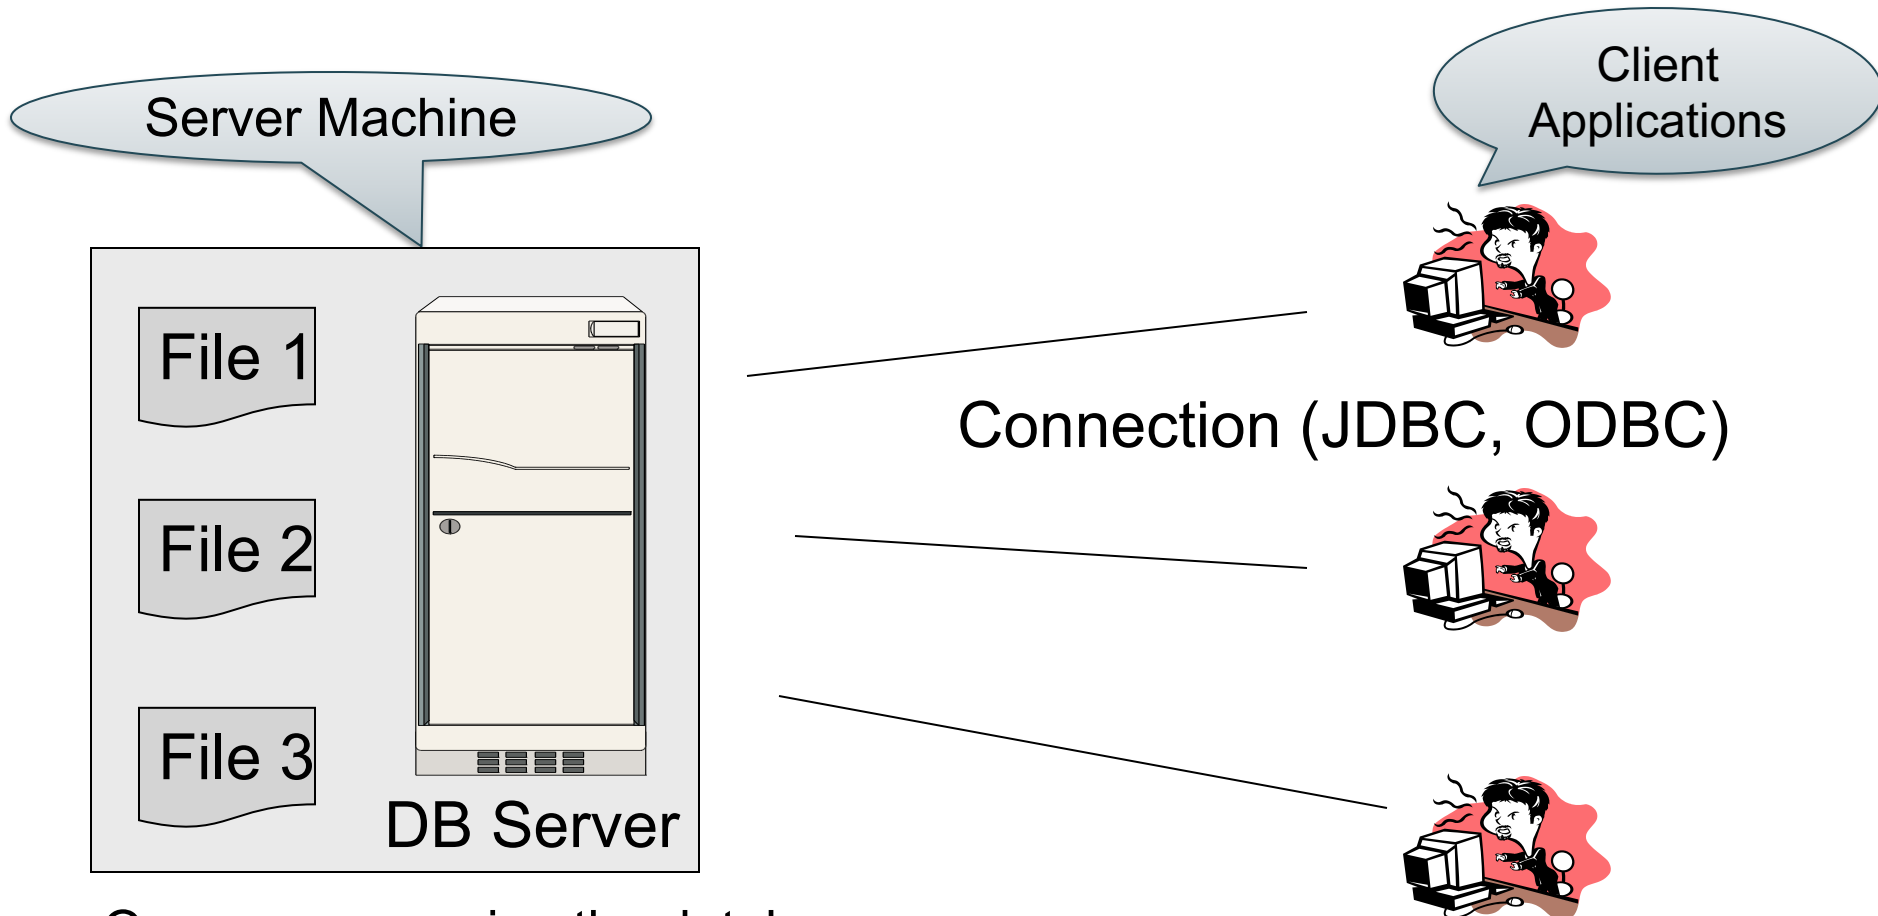 Client
Applications
Server Machine
File 1
Connection (JDBC, ODBC)
File 2
File 3
DB Server